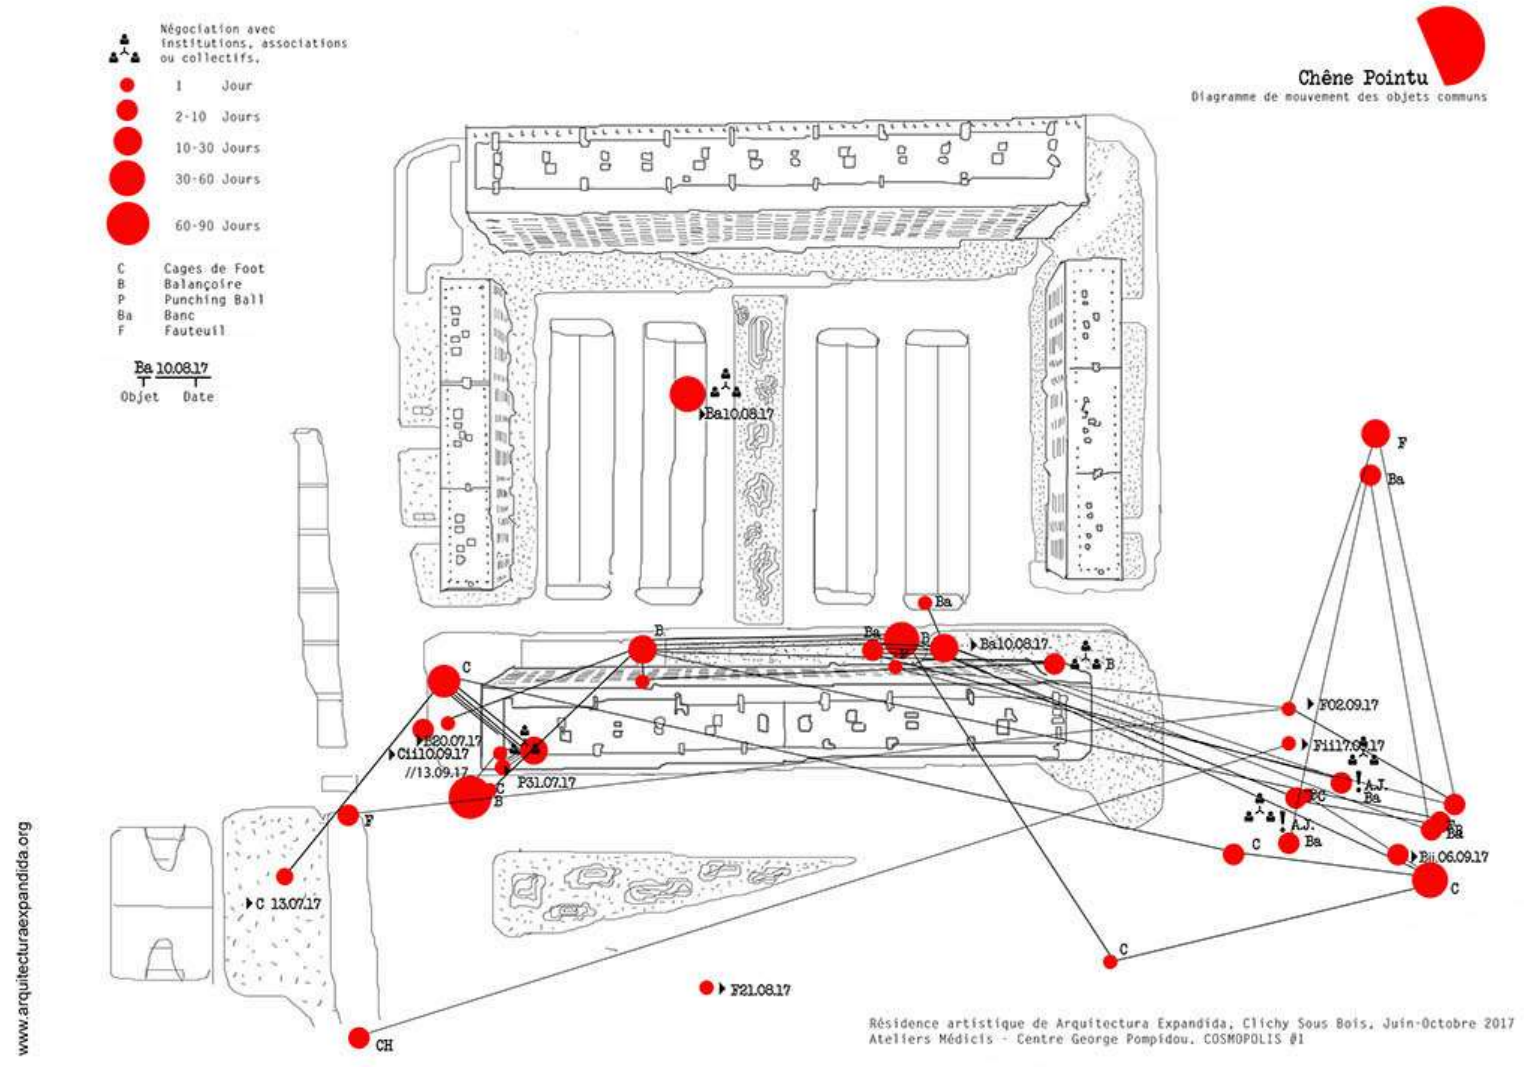 Négociation avec
institutions, associations
ou collectifs.
1 Jour
2-10 Jours
10-30 Jours
30-60 Jours
60-90 Jours
C Cages de Foot
B Balançoire
P Punching Ball
Ba Banc
F Fauteuil
Ba 10.08.17
Objet Date
Chêne Pointu
Diagramme de mouvement des objets communs
Ba10.08.17
F
Ba
Ba
B
Ba
B
Ba10.08.17
B
C
F02.09.17
Fii17.09.17
B20.07.17
Cii10.09.17
//13.09.17
P31.07.17
C
B
F
A.J.
Ba
PC
A.J.
Ba
Ba
C
Bii.06.09.17
C
C 13.07.17
C
F21.08.17
CH
Résidence artistique de Arquitectura Expandida, Clichy Sous Bois, Juin-Octobre 2017
Ateliers Médicis - Centre George Pompidou. COSMOPOLIS #1
www.arquitecturaexpandida.org